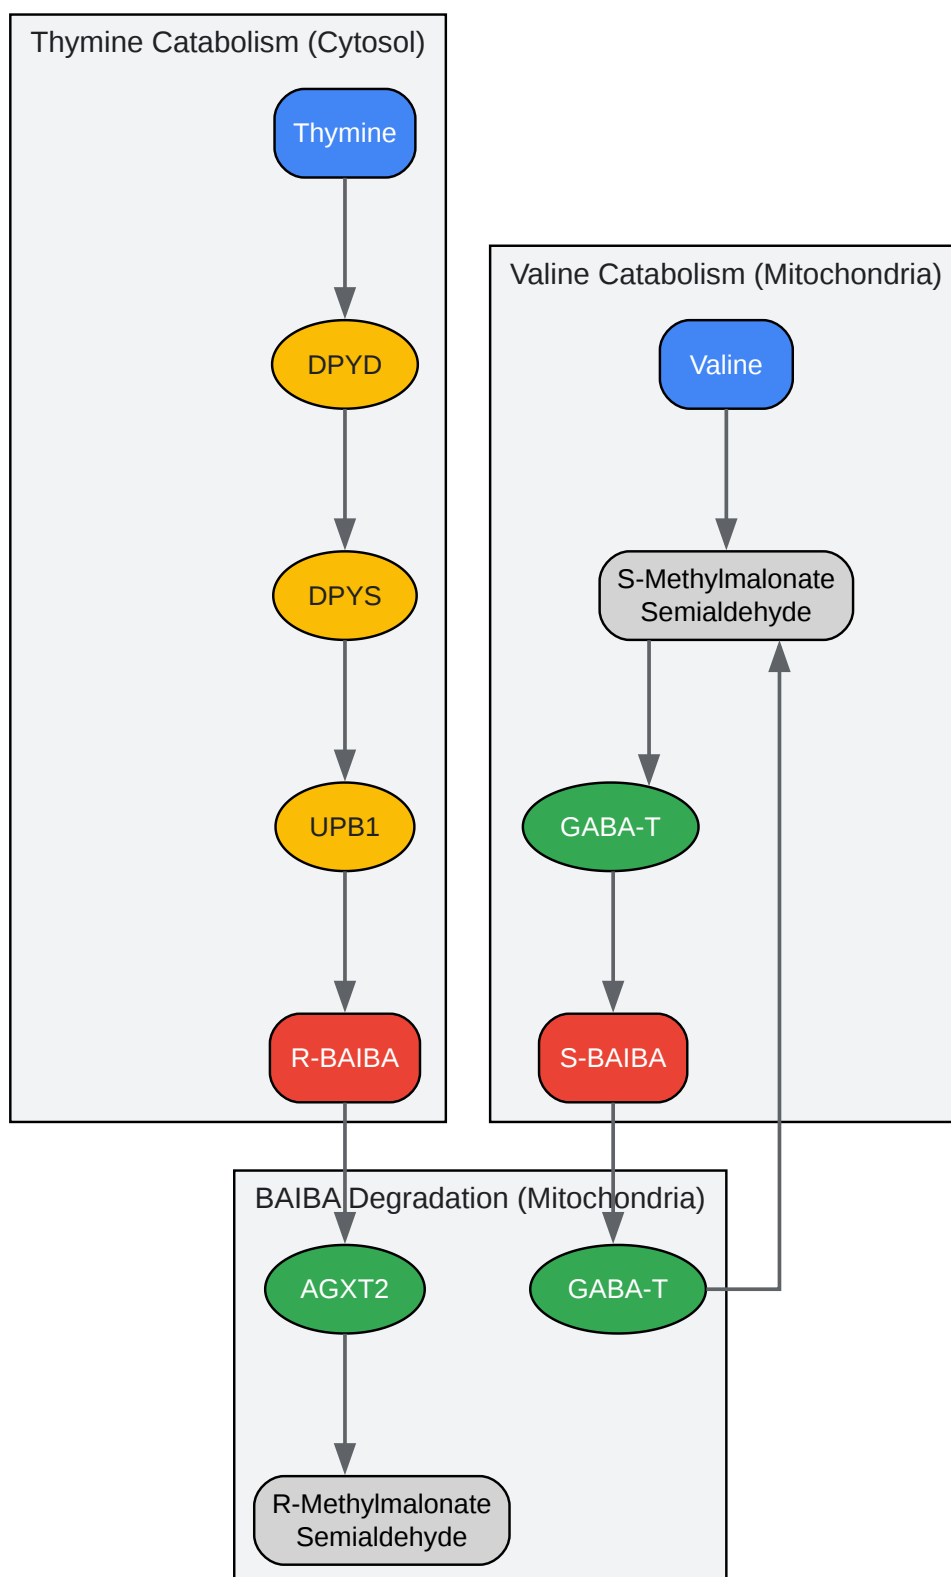 Thymine Catabolism (Cytosol)
Thymine
DPYD
DPYS
UPB1
R-BAIBA
Valine Catabolism (Mitochondria)
Valine
S-Methylmalonate
Semialdehyde
GABA-T
S-BAIBA
BAIBA Degradation (Mitochondria)
AGXT2
GABA-T
R-Methylmalonate
Semialdehyde